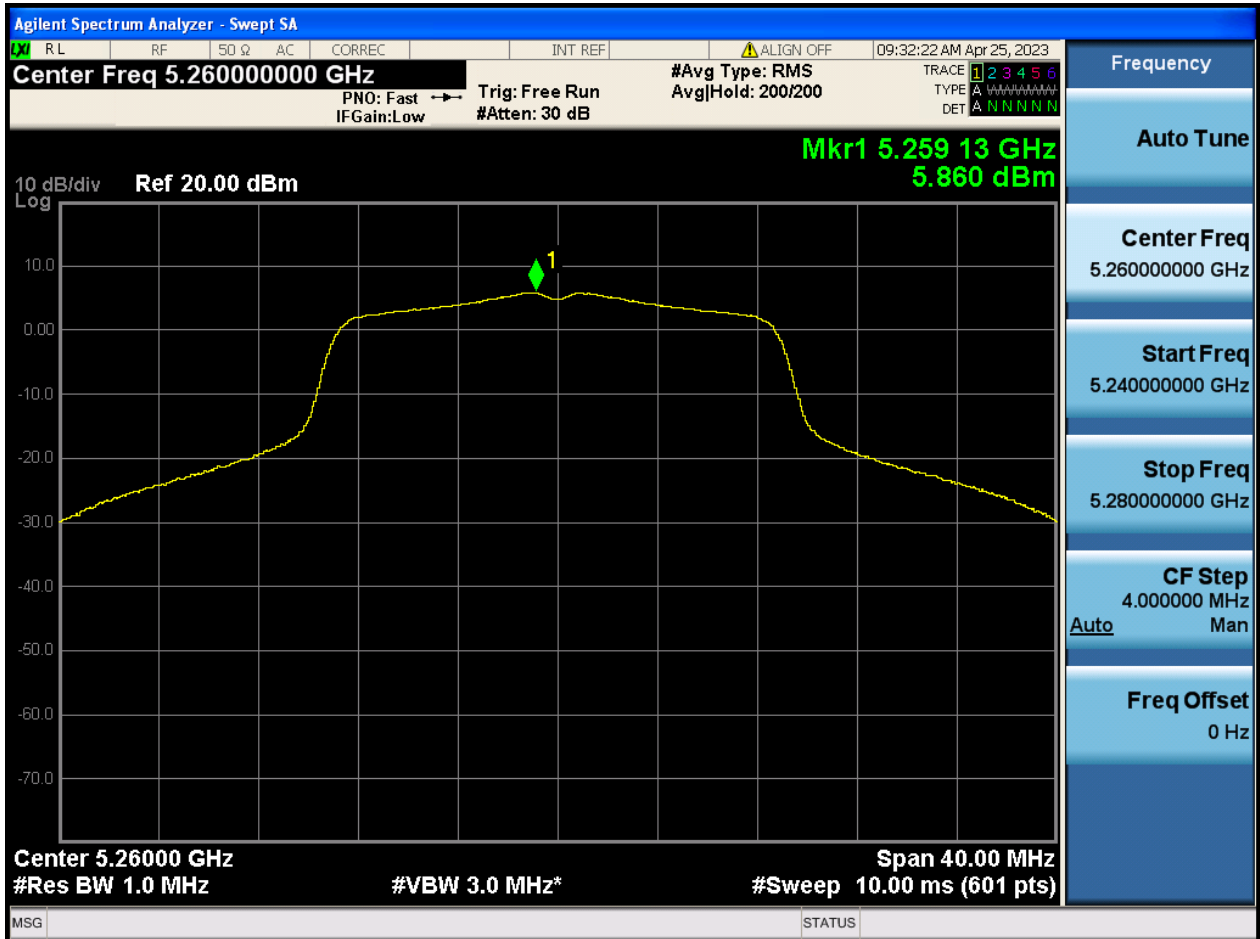 Agilent Spectrum Analyzer - Swept SA
LXI RL RF 50 Ω AC CORREC INT REF ALIGN OFF 09:32:22 AM Apr 25, 2023
Center Freq 5.260000000 GHz
PNO: Fast
IFGain:Low
Trig: Free Run
#Atten: 30 dB
#Avg Type: RMS
Avg|Hold: 200/200
TRACE 1 2 3 4 5 6
TYPE A WWWWW
DET A N N N N N
Mkr1 5.259 13 GHz
5.860 dBm
10 dB/div Ref 20.00 dBm
Log
1
10.0
0.00
-10.0
-20.0
-30.0
-40.0
-50.0
-60.0
-70.0
Center 5.26000 GHz Span 40.00 MHz
#Res BW 1.0 MHz #VBW 3.0 MHz* #Sweep 10.00 ms (601 pts)
MSG STATUS
Frequency
Auto Tune
Center Freq
5.260000000 GHz
Start Freq
5.240000000 GHz
Stop Freq
5.280000000 GHz
CF Step
4.000000 MHz
Auto Man
Freq Offset
0 Hz